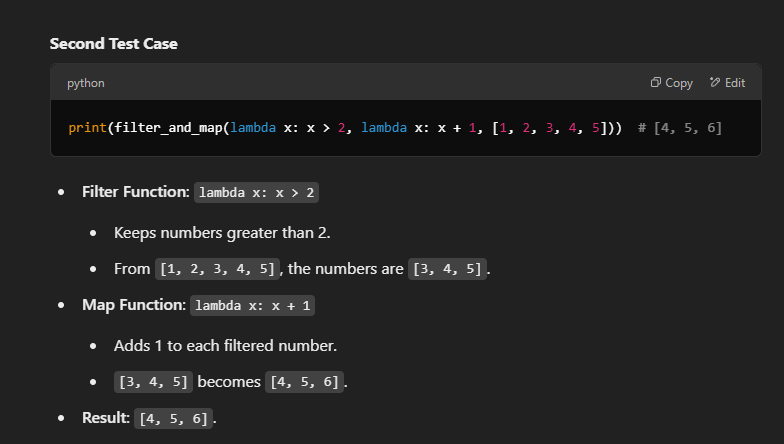 Second Test Case
python Copy Edit
print(filter_and_map(lambda x: x > 2, lambda x: x + 1, [1, 2, 3, 4, 5]))  # [4, 5, 6]
• Filter Function: lambda x: x > 2
• Keeps numbers greater than 2.
• From [1, 2, 3, 4, 5], the numbers are [3, 4, 5].
• Map Function: lambda x: x + 1
• Adds 1 to each filtered number.
• [3, 4, 5] becomes [4, 5, 6].
• Result: [4, 5, 6].